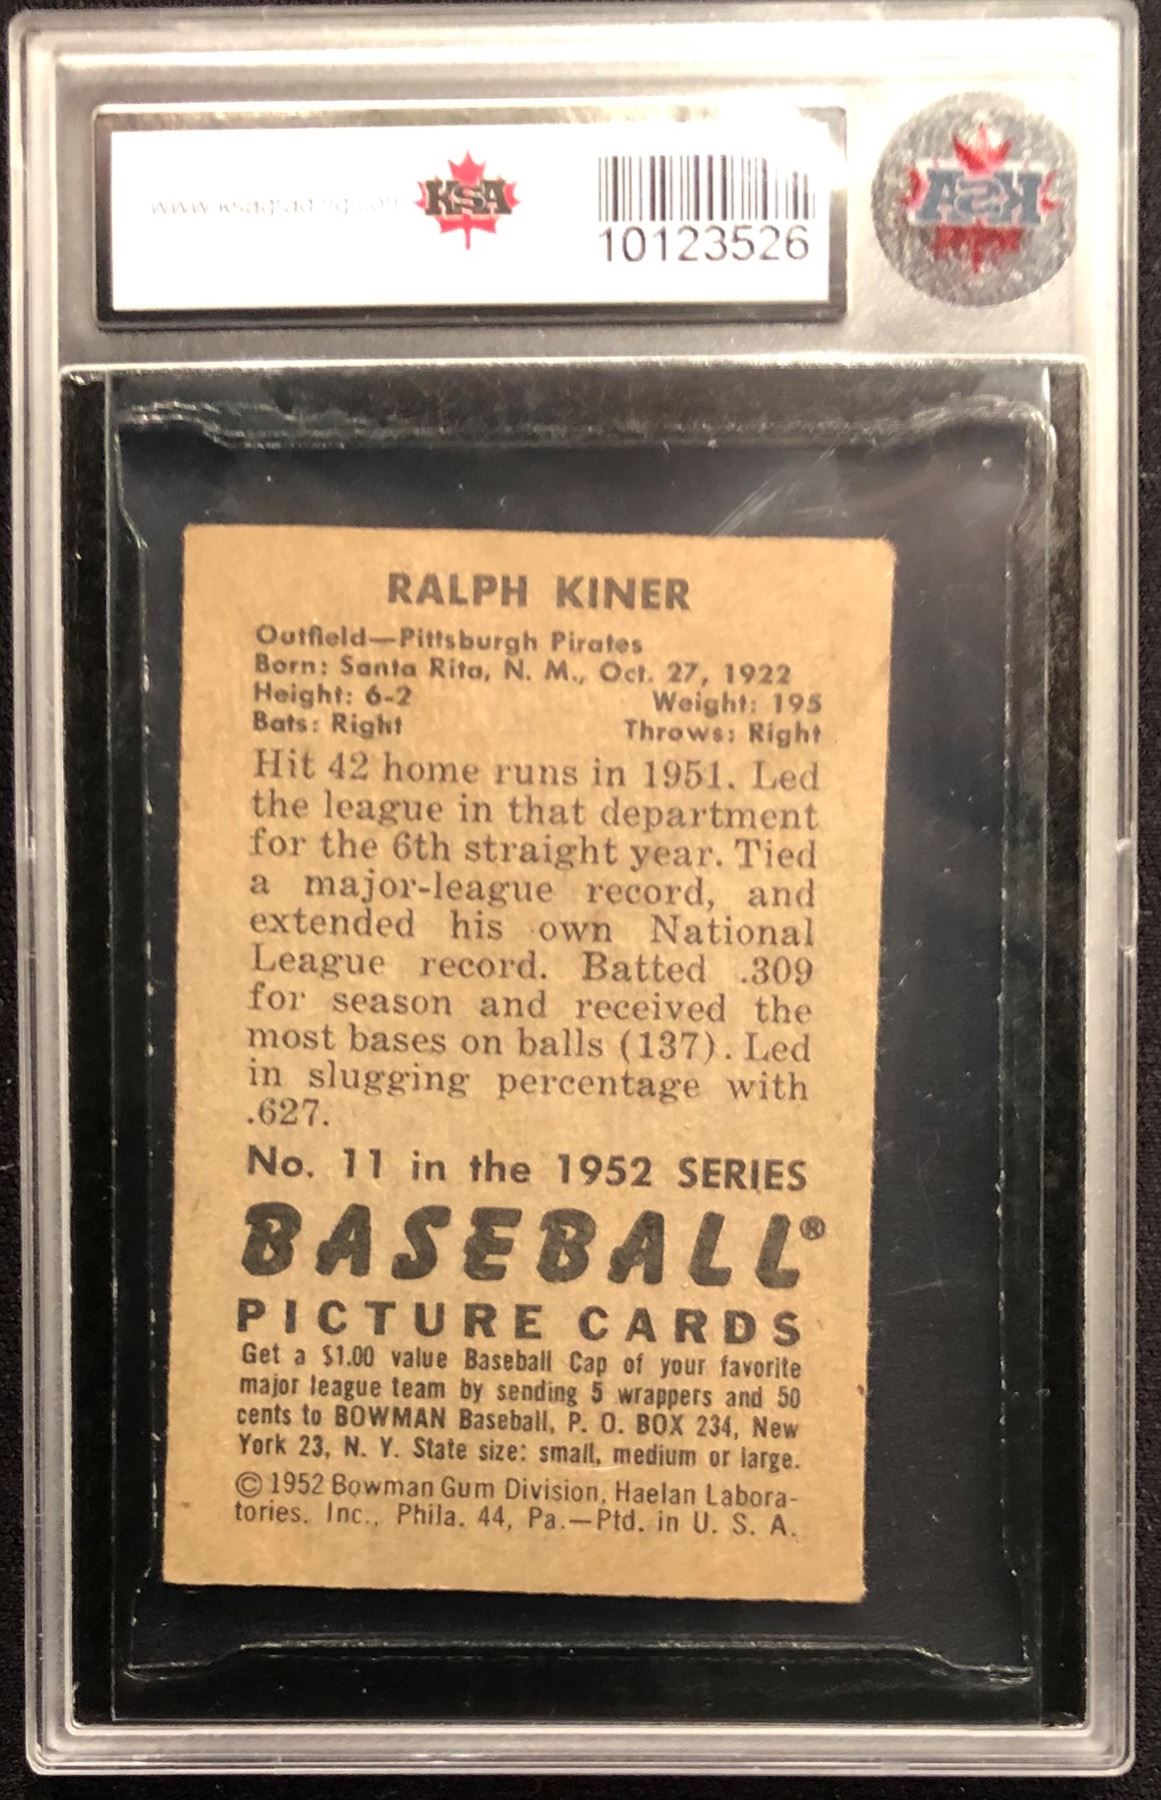 www.ksagrading.com
KSA
10123526
KSA
RALPH KINER
Outfield—Pittsburgh Pirates
Born: Santa Rita, N. M., Oct. 27, 1922
Height: 6-2 Weight: 195
Bats: Right Throws: Right
Hit 42 home runs in 1951. Led
the league in that department
for the 6th straight year. Tied
a major-league record, and
extended his own National
League record. Batted .309
for season and received the
most bases on balls (137). Led
in slugging percentage with
.627.
No. 11 in the 1952 SERIES
BASEBALL®
PICTURE CARDS
Get a $1.00 value Baseball Cap of your favorite
major league team by sending 5 wrappers and 50
cents to BOWMAN Baseball, P. O. BOX 234, New
York 23, N. Y. State size: small, medium or large.
© 1952 Bowman Gum Division, Haelan Labora-
tories, Inc., Phila. 44, Pa.—Ptd. in U. S. A.